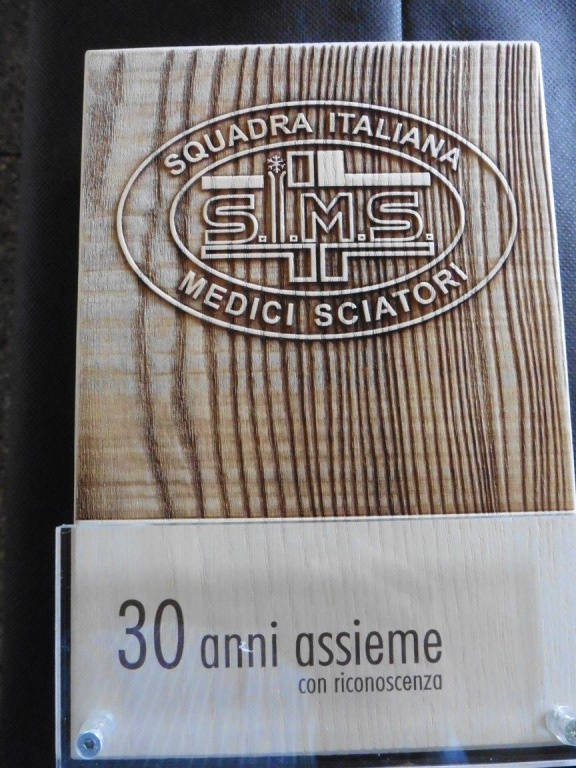 SQUADRA ITALIANA
S.I.M.S.
MEDICI SCIATORI
30 anni assieme
con riconoscenza